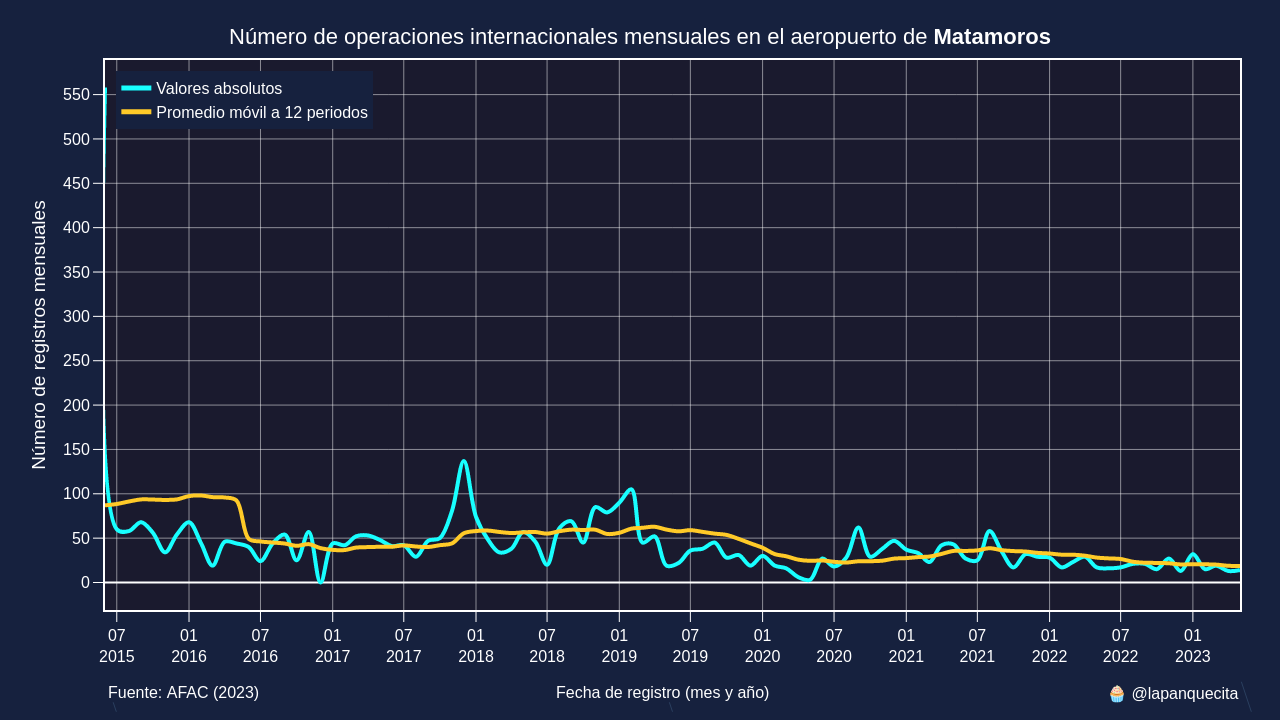 Número de operaciones internacionales mensuales en el aeropuerto de Matamoros
Valores absolutos
Promedio móvil a 12 periodos
Número de registros mensuales
550
500
450
400
350
300
250
200
150
100
50
0
07 01 07 01 07 01 07 01 07 01 07 01 07 01 07 01
2015 2016 2016 2017 2017 2018 2018 2019 2019 2020 2020 2021 2021 2022 2022 2023
Fuente: AFAC (2023)
Fecha de registro (mes y año)
🧁 @lapanquecita